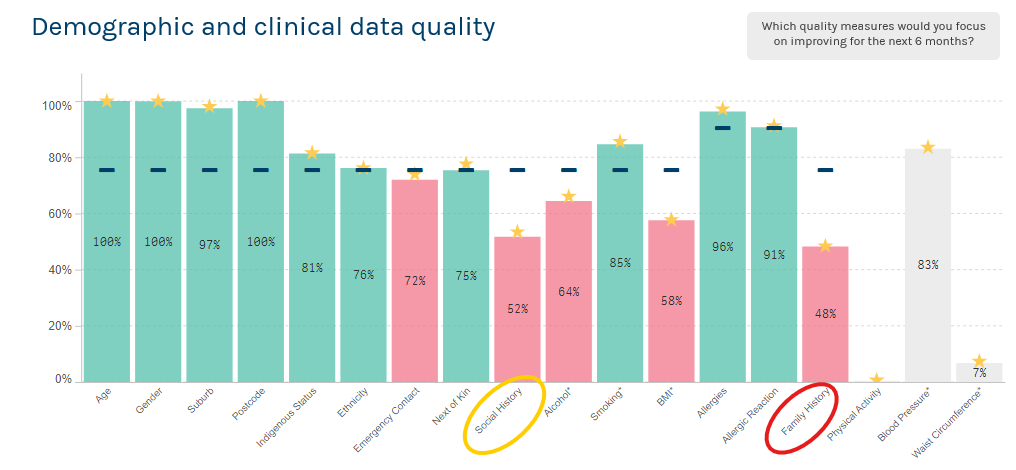 Demographic and clinical data quality
Which quality measures would you focus
on improving for the next 6 months?
100%
80%
60%
40%
20%
0%
100%
100%
97%
100%
81%
76%
72%
75%
52%
64%
85%
58%
96%
91%
48%
83%
7%
Age
Gender
Suburb
Postcode
Indigenous Status
Ethnicity
Emergency Contact
Next of Kin
Social History
Alcohol*
Smoking*
BMI*
Allergies
Allergic Reaction
Family History
Physical Activity
Blood Pressure*
Waist Circumference*